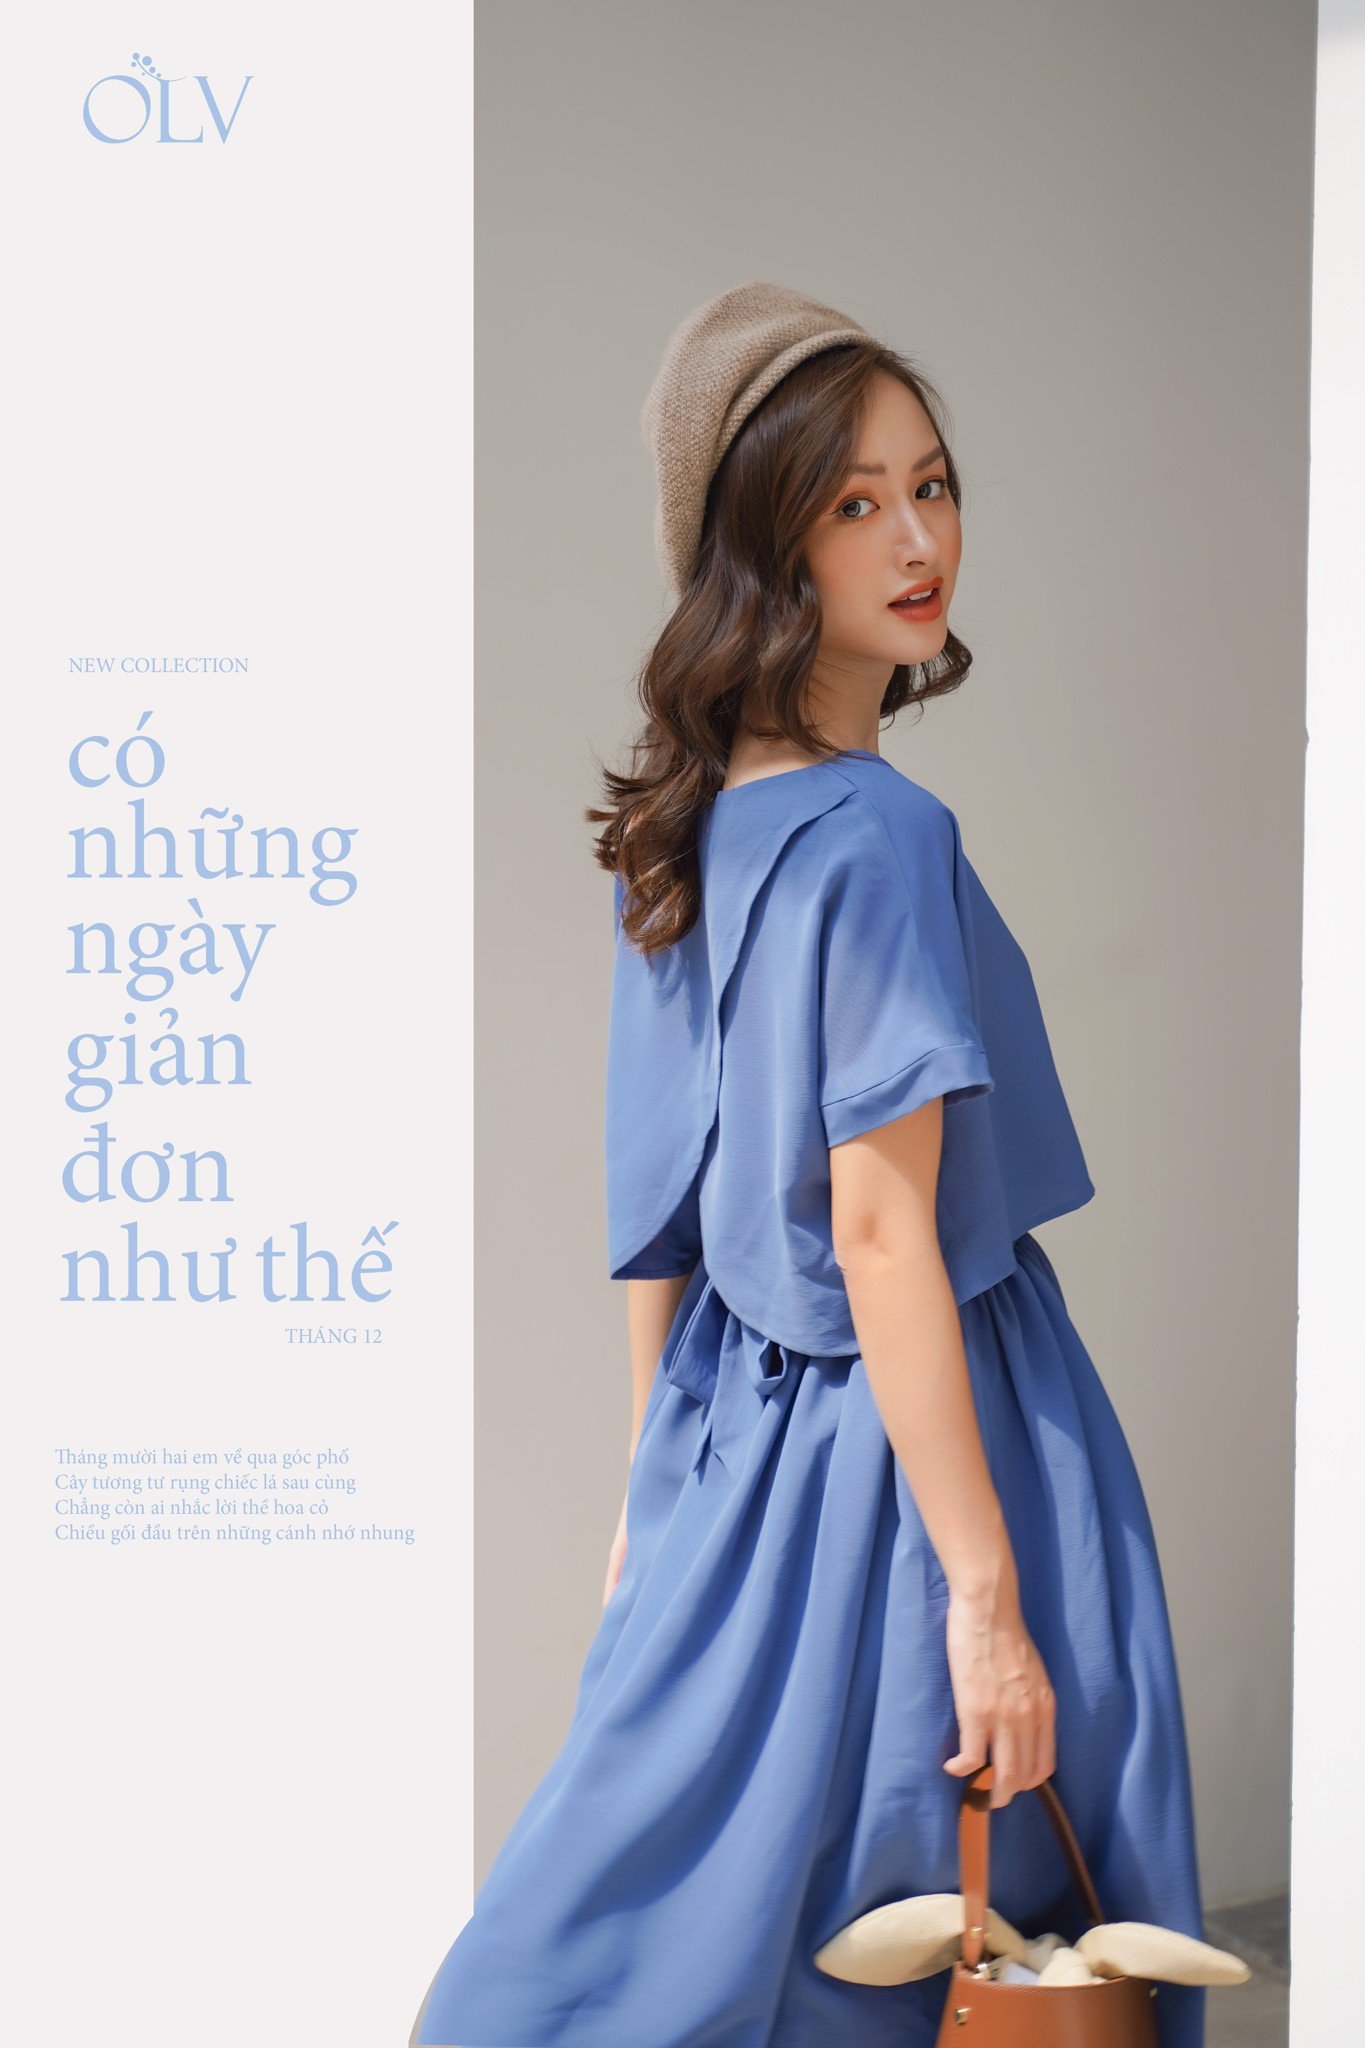 OLV
NEW COLLECTION
có
những
ngày
giản
đơn
như thế
THÁNG 12
Tháng mười hai em về qua góc phố
Cây tương tư rụng chiếc lá sau cùng
Chẳng còn ai nhắc lời thề hoa cỏ
Chiều gối đầu trên những cánh nhớ nhung